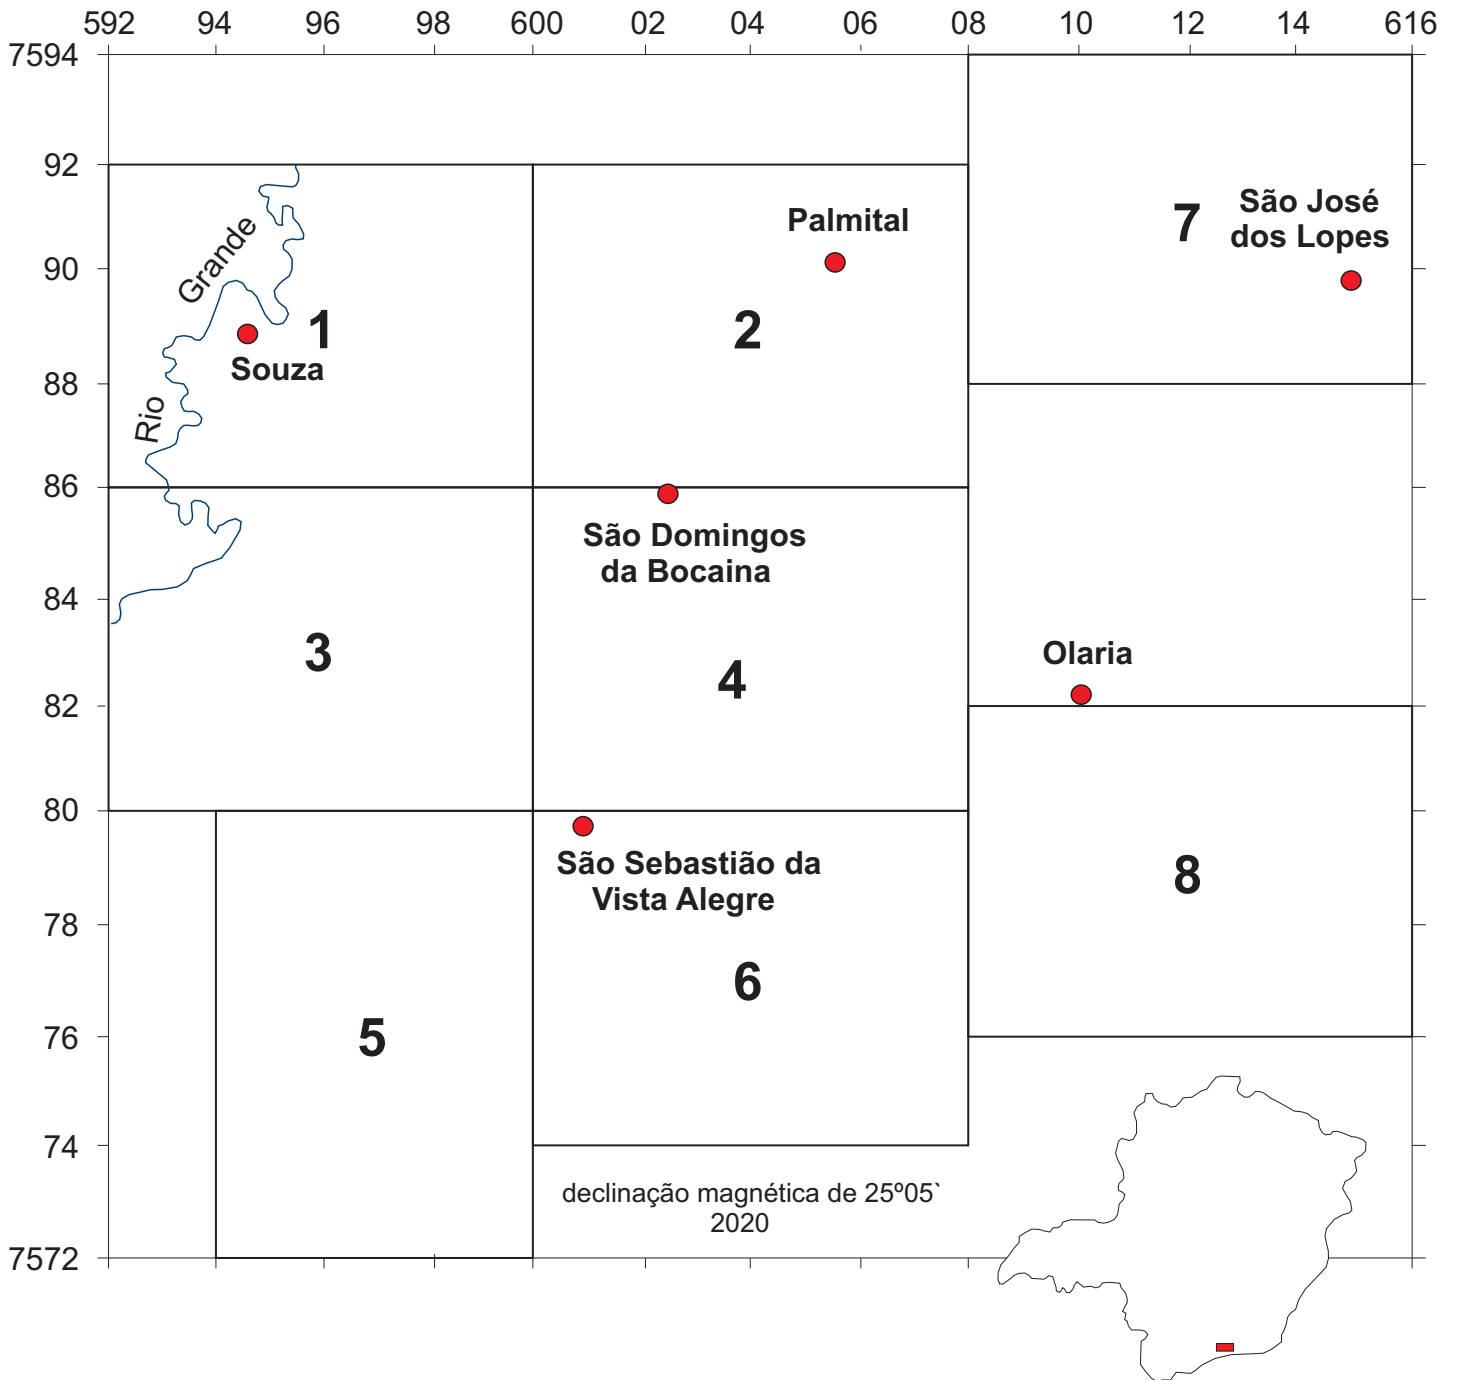 592 94 96 98 600 02 04 06 08 10 12 14 616
7594
92
90
88
86
84
82
80
78
76
74
7572
Rio Grande
1
Souza
2
Palmital
7
São José
dos Lopes
São Domingos
da Bocaina
3
4
Olaria
5
São Sebastião da
Vista Alegre
6
8
declinação magnética de 25º05`
2020